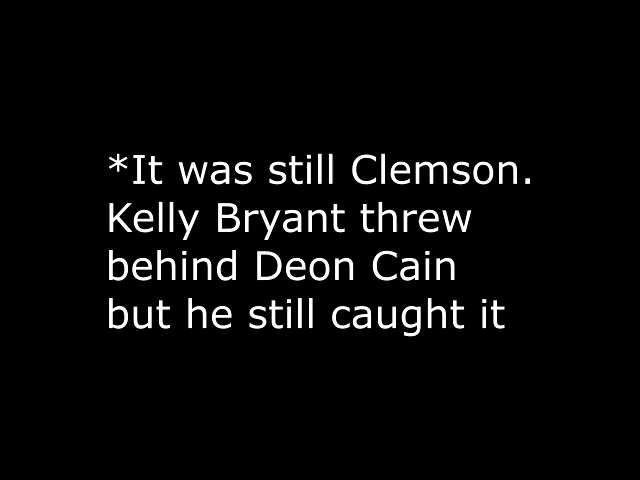 *It was still Clemson.
Kelly Bryant threw
behind Deon Cain
but he still caught it